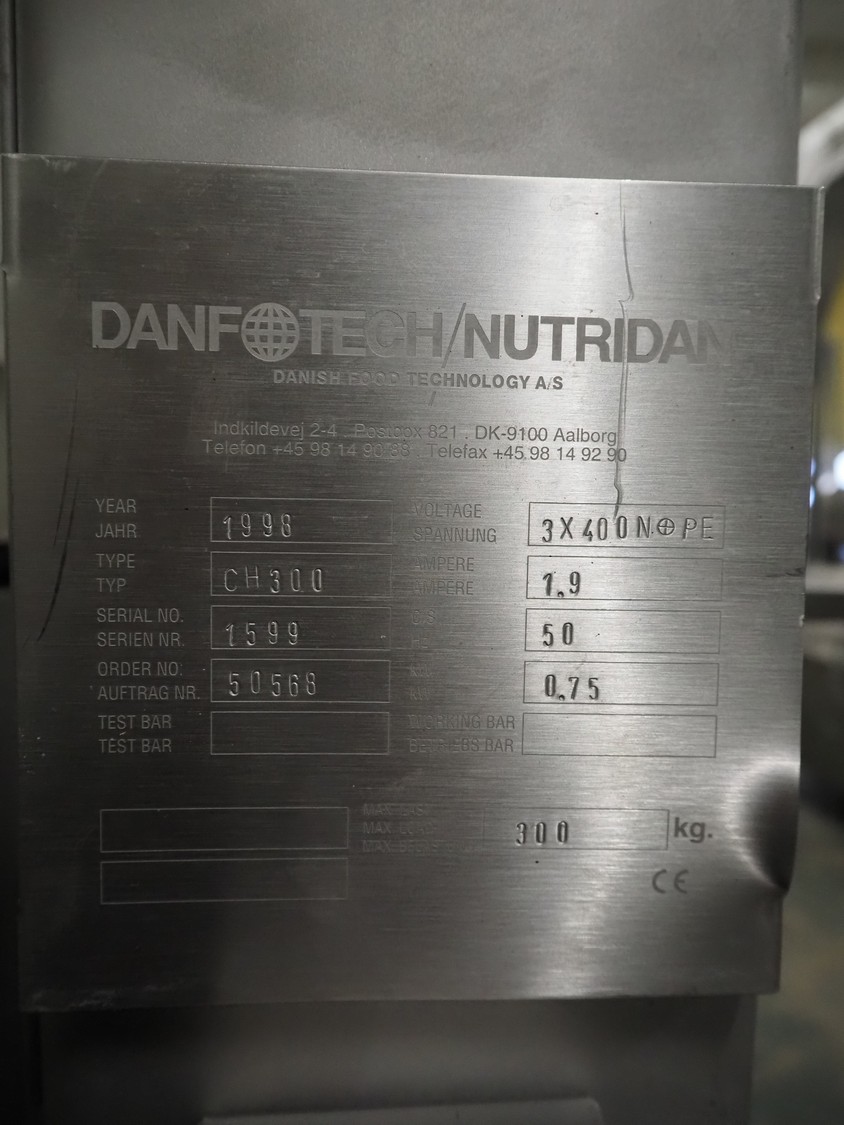 DANFOTECH/NUTRIDAN
DANISH FOOD TECHNOLOGY A/S
Indkildevej 2-4 . Postbox 821 . DK-9100 Aalborg
Telefon +45 98 14 90 . Telefax +45 98 14 92 90
YEAR
JAHR 1998
VOLTAGE
SPANNUNG 3X400N⊕PE
TYPE
TYP CH300
AMPERE
AMPERE 1.9
SERIAL NO.
SERIEN NR. 1599
50
ORDER NO.
AUFTRAG NR. 50568
0.75
TEST BAR
TEST BAR
WORKING BAR
BETRIEBS BAR
MAX.
MAX.
MAX. 300 kg.
CE